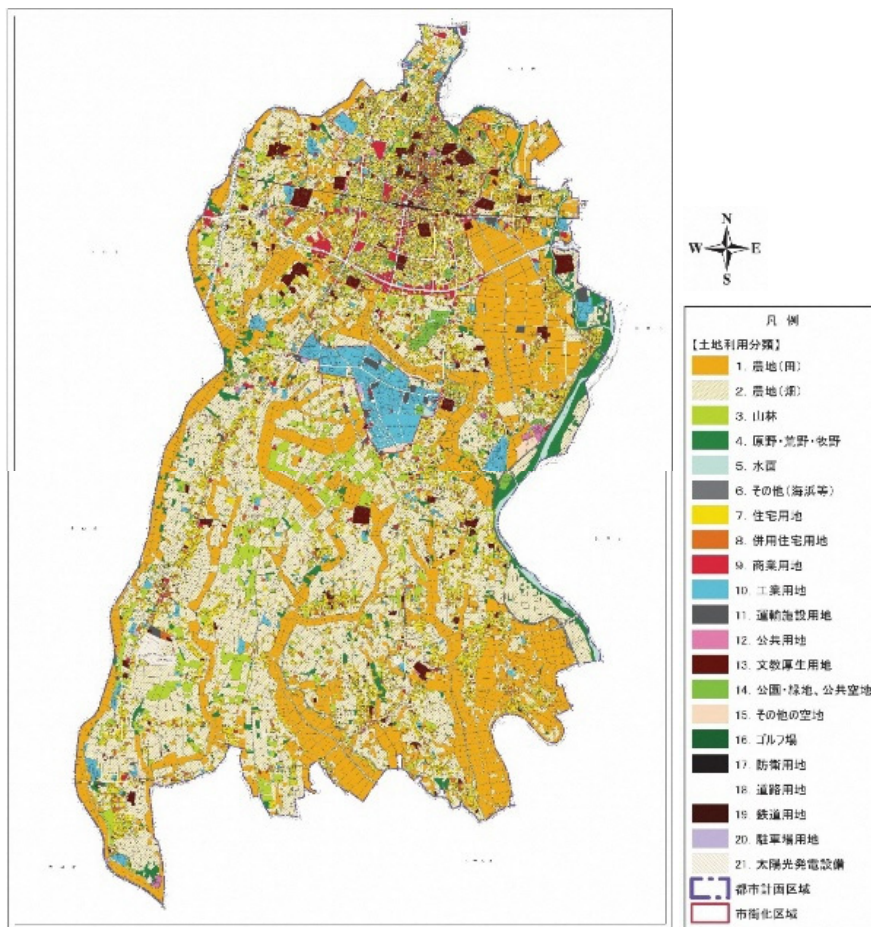 N
W E
S
凡 例
【土地利用分類】
1. 農地(田)
2. 農地(畑)
3. 山林
4. 原野・荒野・牧野
5. 水面
6. その他(海浜等)
7. 住宅用地
8. 併用住宅用地
9. 商業用地
10. 工業用地
11. 運輸施設用地
12. 公共用地
13. 文教厚生用地
14. 公園・緑地、公共空地
15. その他の空地
16. ゴルフ場
17. 防衛用地
18. 道路用地
19. 鉄道用地
20. 駐車場用地
21. 太陽光発電設備
都市計画区域
市街化区域